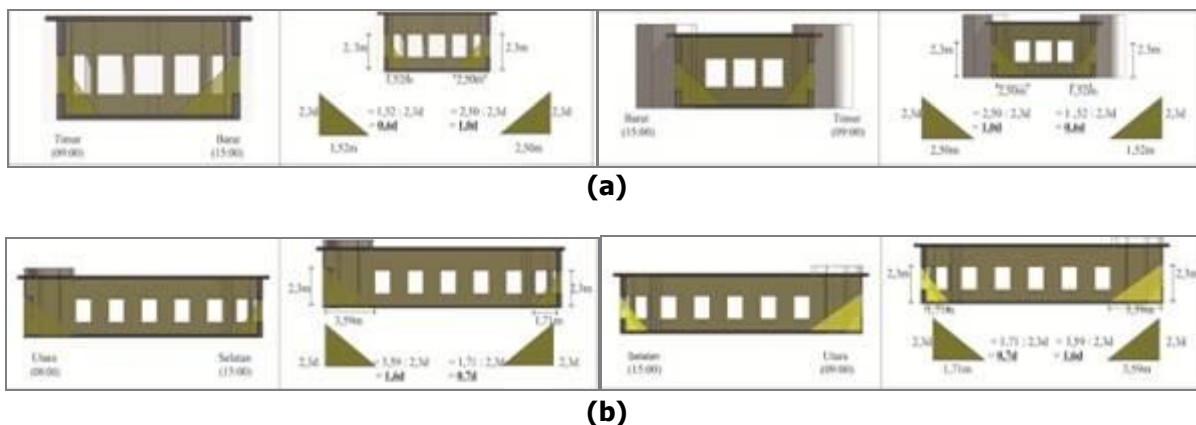 2,3m 2,3m
1,52m "2,50m"
2,3d = 1,52 : 2,3d = 2,50 : 2,3d 2,3d
= 0,6d = 1,0d
1,52m 2,50m
Timur Barat
(09:00) (15:00)
2,3m 2,3m
"2,50m" 1,52m
2,3d = 2,50 : 2,3d = 1,52 : 2,3d 2,3d
= 1,0d = 0,6d
2,50m 1,52m
Barat Timur
(15:00) (09:00)
(a)
2,3m 2,3m
3,59m 1,71m
2,3d = 3,59 : 2,3d = 1,71 : 2,3d 2,3d
= 1,6d = 0,7d
Utara Selatan
(15:00)
2,3m 2,3m
1,71m 3,59m
= 1,71 : 2,3d = 3,59 : 2,3d 2,3d
= 0,7d = 1,6d
1,71m 3,59m
Selatan Utara
(15:00) (09:00)
(b)